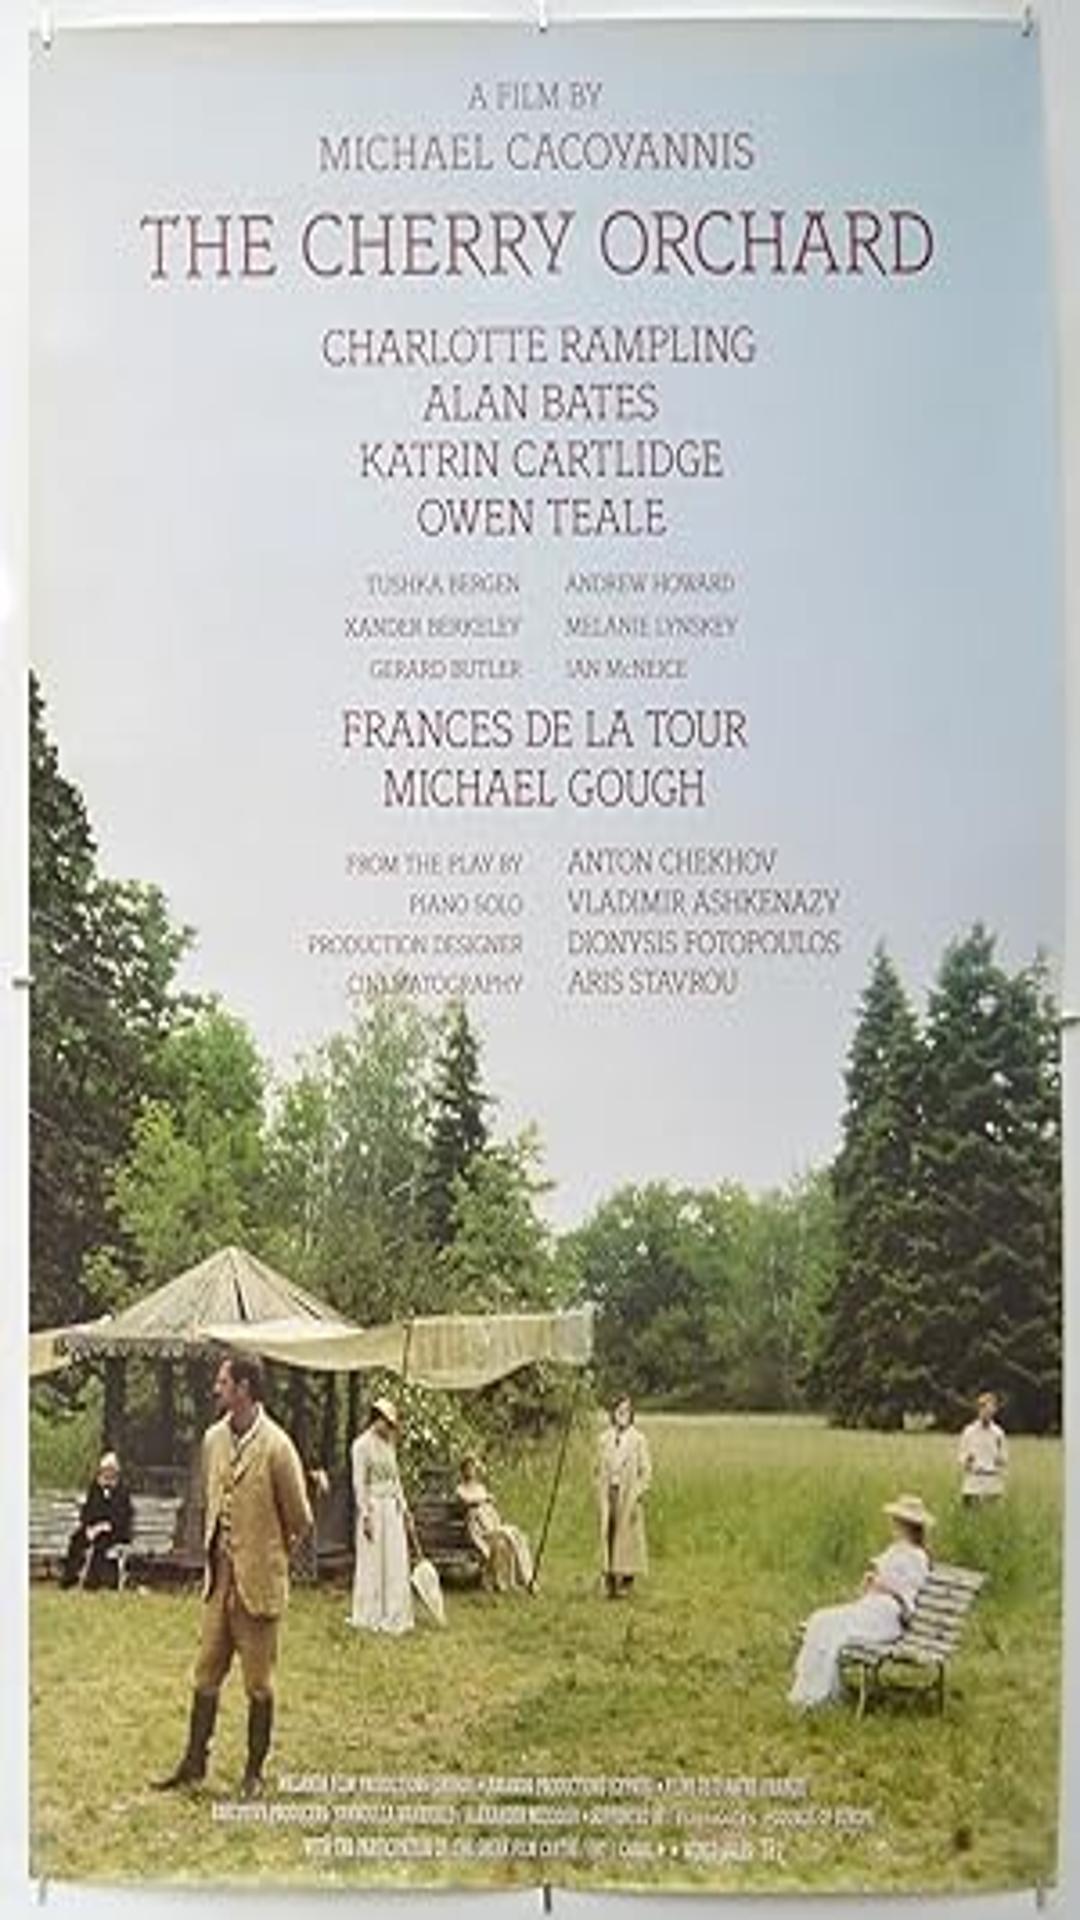 A FILM BY
MICHAEL CACOYANNIS
THE CHERRY ORCHARD
CHARLOTTE RAMPLING
ALAN BATES
KATRIN CARTLIDGE
OWEN TEALE
TUSHKA BERGEN ANDREW HOWARD
XANDER BERKELEY MELANIE LYNSKEY
GERARD BUTLER IAN McNEICE
FRANCES DE LA TOUR
MICHAEL GOUGH
FROM THE PLAY BY ANTON CHEKHOV
PIANO SOLO VLADIMIR ASHKENAZY
PRODUCTION DESIGNER DIONYSIS FOTOPOULOS
CINEMATOGRAPHY ARIS STAVROU